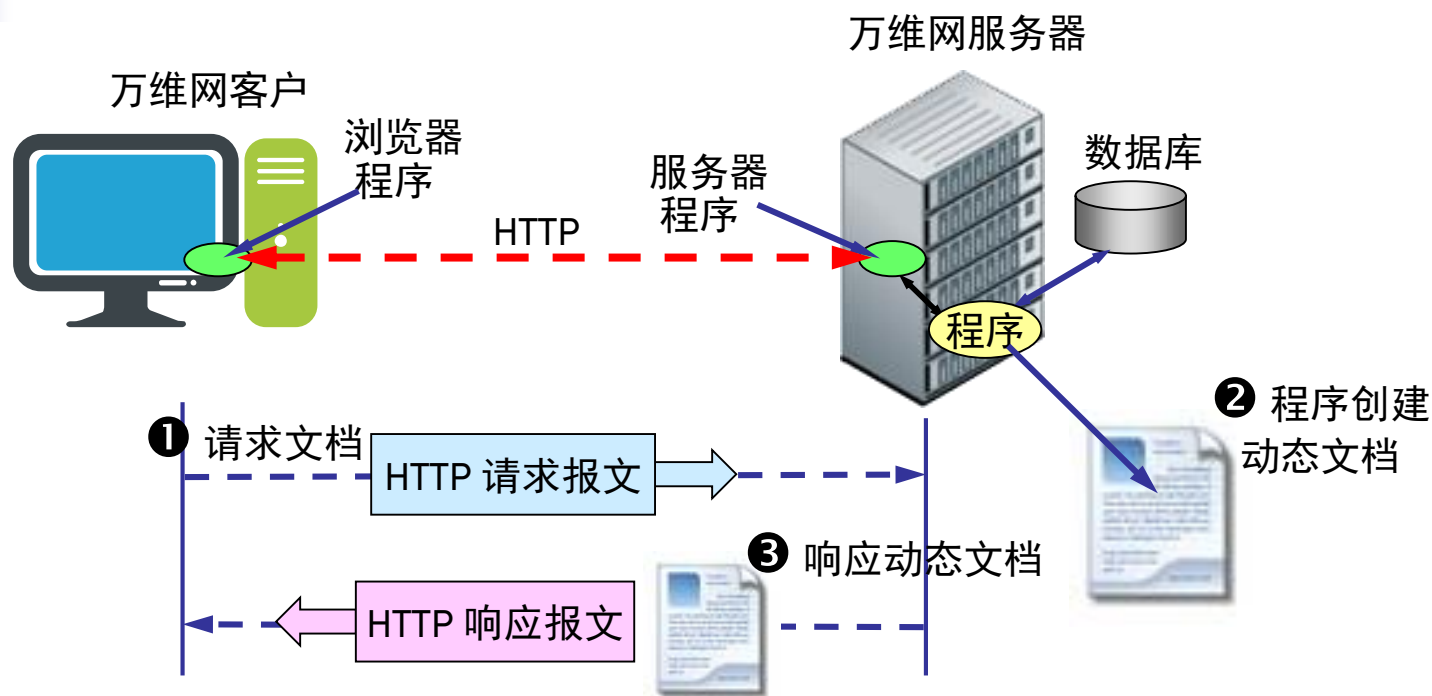 万维网服务器
万维网客户
浏览器
程序
服务器
程序
数据库
HTTP
程序
❶ 请求文档
HTTP 请求报文
❷ 程序创建
动态文档
❸ 响应动态文档
HTTP 响应报文